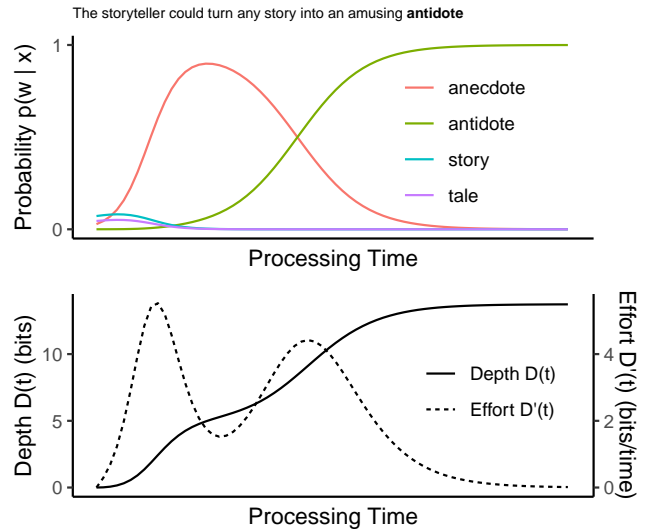 The storyteller could turn any story into an amusing antidote
Probability p(w | x)
1
0
anecdote
antidote
story
tale
Processing Time
Depth D(t) (bits)
10
5
0
Depth D(t)
Effort D'(t)
4
2
0
Effort D'(t) (bits/time)
Processing Time